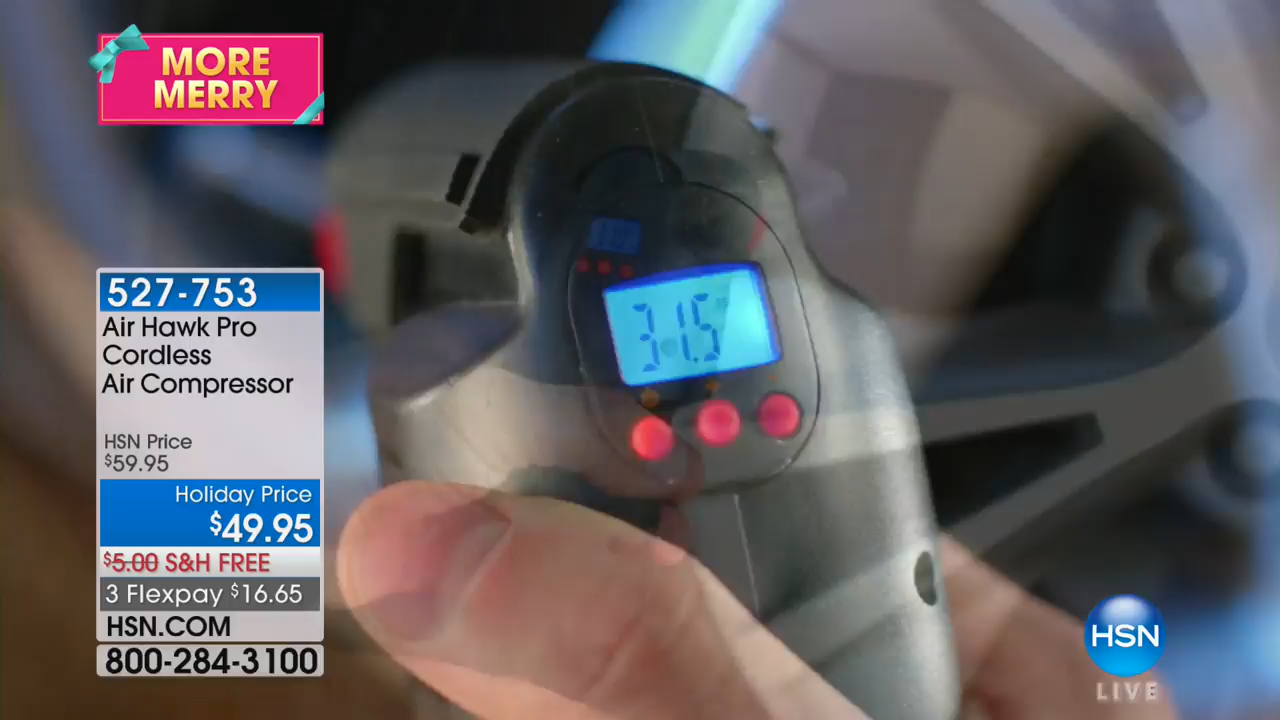 MORE
MERRY
527-753
Air Hawk Pro
Cordless
Air Compressor
HSN Price
$59.95
Holiday Price
$49.95
$5.00 S&H FREE
3 Flexpay $16.65
HSN.COM
800-284-3100
31.5
HSN
LIVE